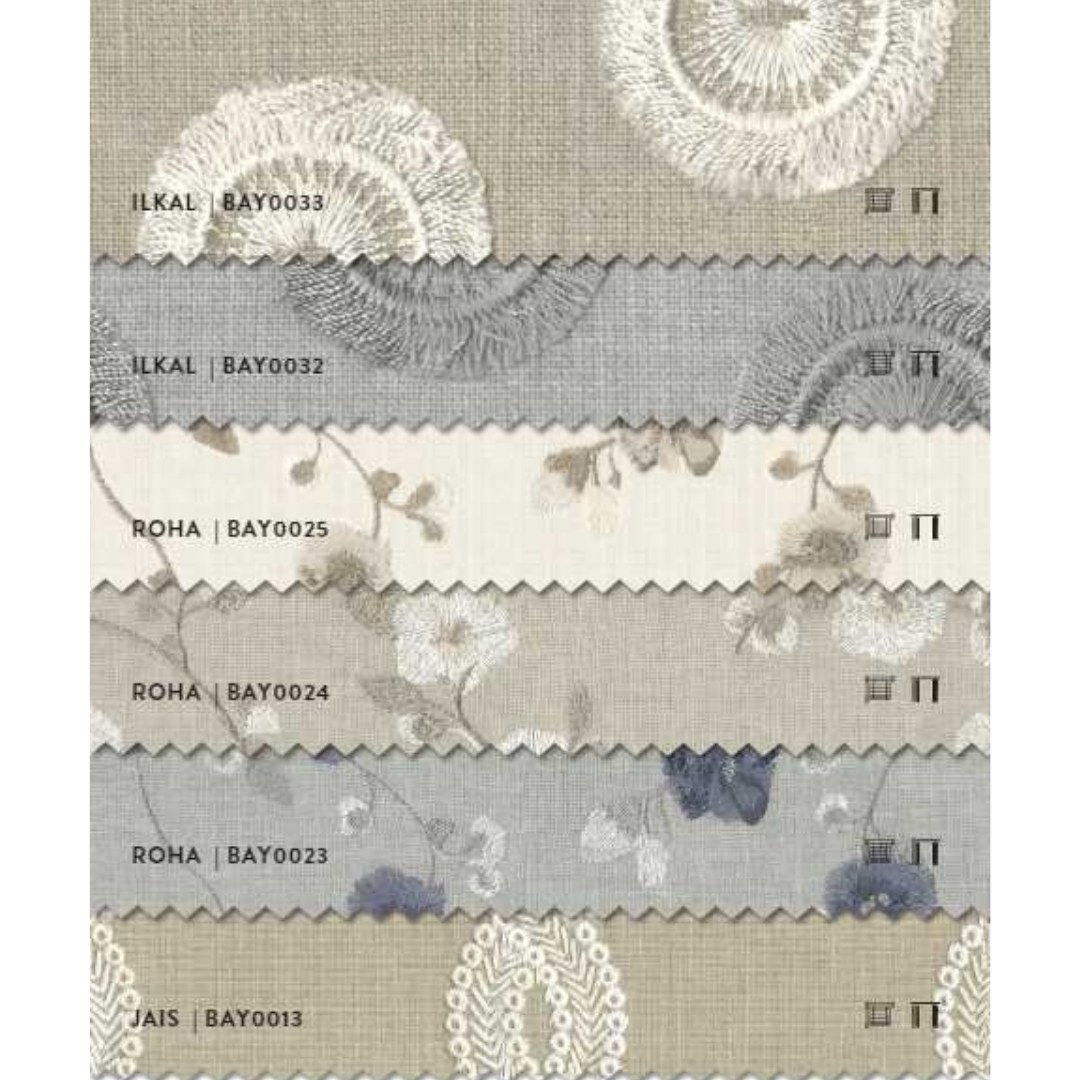 ILKAL | BAY0033
ILKAL | BAY0032
ROHA | BAY0025
ROHA | BAY0024
ROHA | BAY0023
JAIS | BAY0013